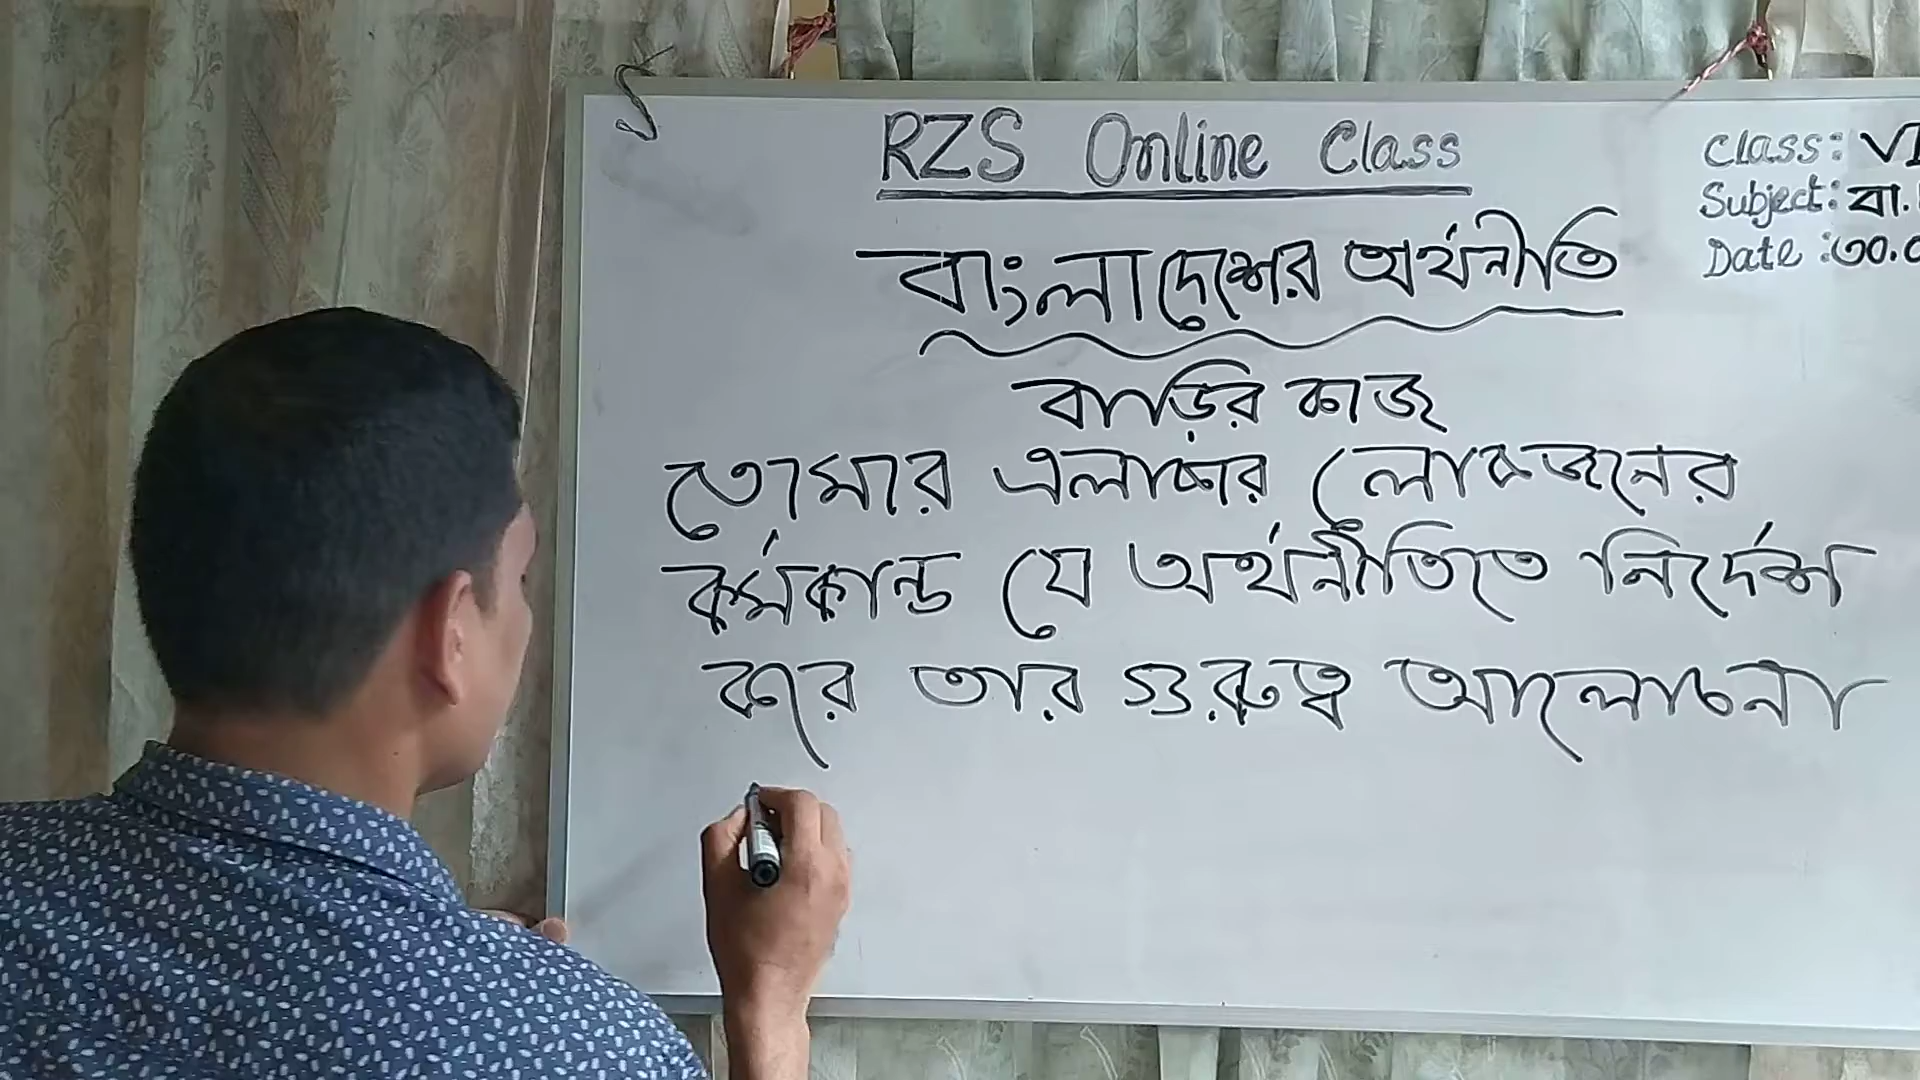 RZS Online Class
Class: VI
Subject: বা.
Date : ৩০.০
বাংলাদেশের অর্থনীতি
বাড়ির কাজ
তোমার এলাকার লোকজনের
কর্মকান্ড যে অর্থনীতিতে নির্দেশ
করে তার গুরুত্ব আলোচনা